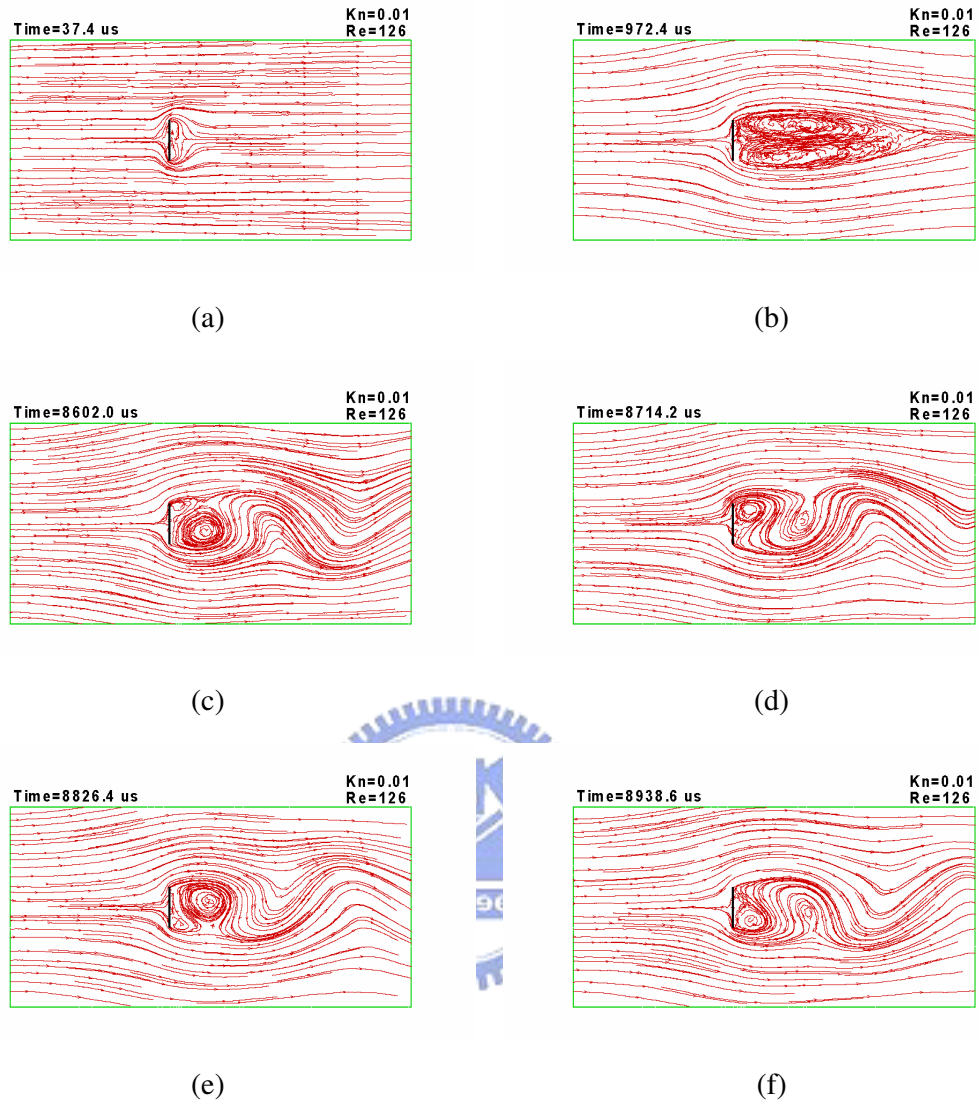 Time=37.4 us
Kn=0.01
Re=126
Time=972.4 us
Kn=0.01
Re=126
(a)
(b)
Time=8602.0 us
Kn=0.01
Re=126
Time=8714.2 us
Kn=0.01
Re=126
(c)
(d)
Time=8826.4 us
Kn=0.01
Re=126
Time=8938.6 us
Kn=0.01
Re=126
(e)
(f)